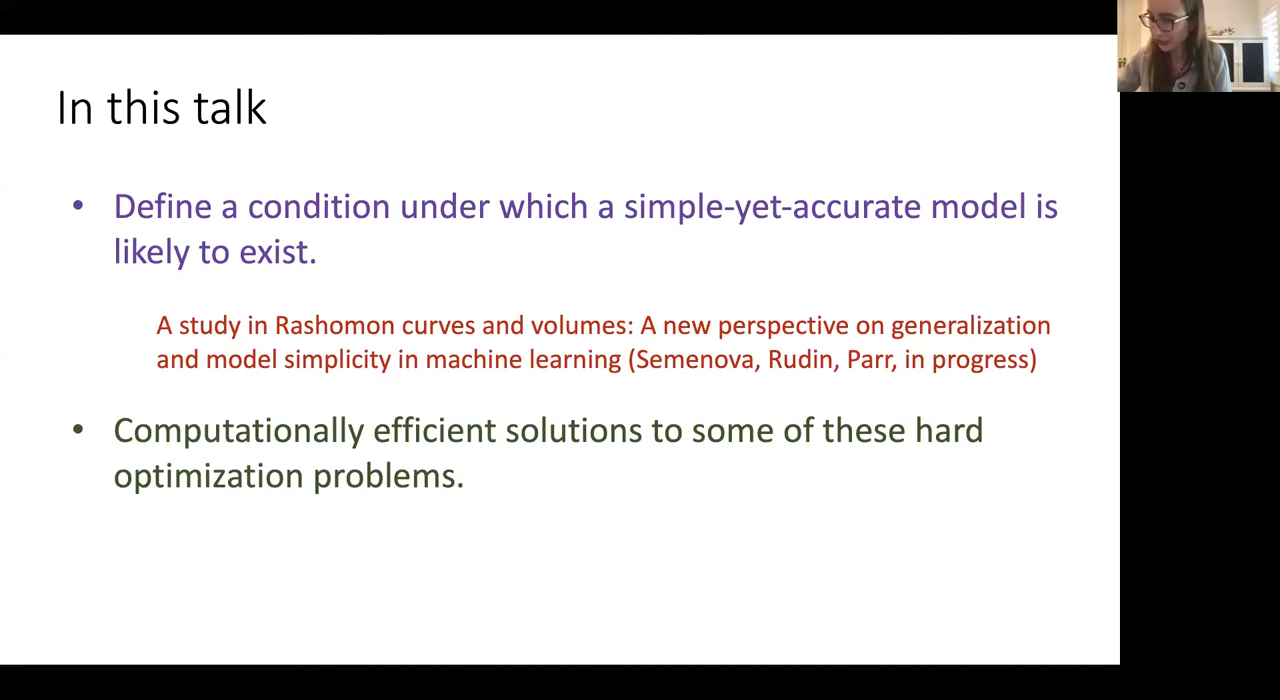 In this talk
• Define a condition under which a simple-yet-accurate model is
likely to exist.
A study in Rashomon curves and volumes: A new perspective on generalization
and model simplicity in machine learning (Semenova, Rudin, Parr, in progress)
• Computationally efficient solutions to some of these hard
optimization problems.